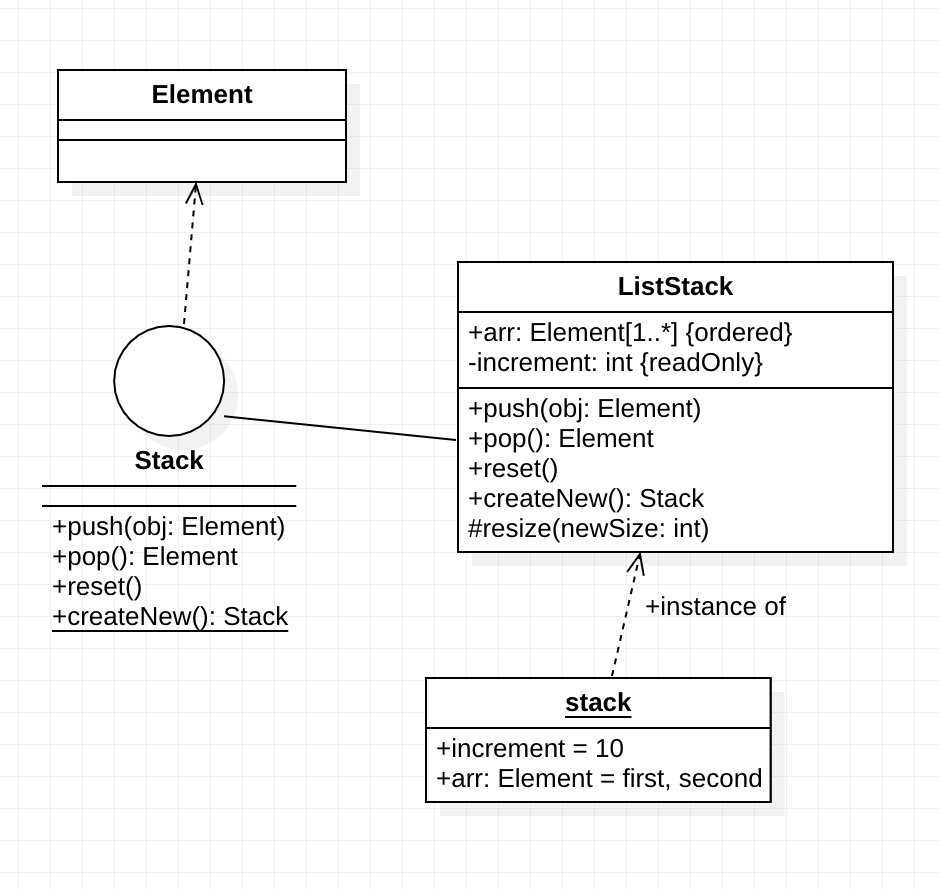 Element
Stack
+push(obj: Element)
+pop(): Element
+reset()
+createNew(): Stack
ListStack
+arr: Element[1..*] {ordered}
-increment: int {readOnly}
+push(obj: Element)
+pop(): Element
+reset()
+createNew(): Stack
#resize(newSize: int)
+instance of
stack
+increment = 10
+arr: Element = first, second